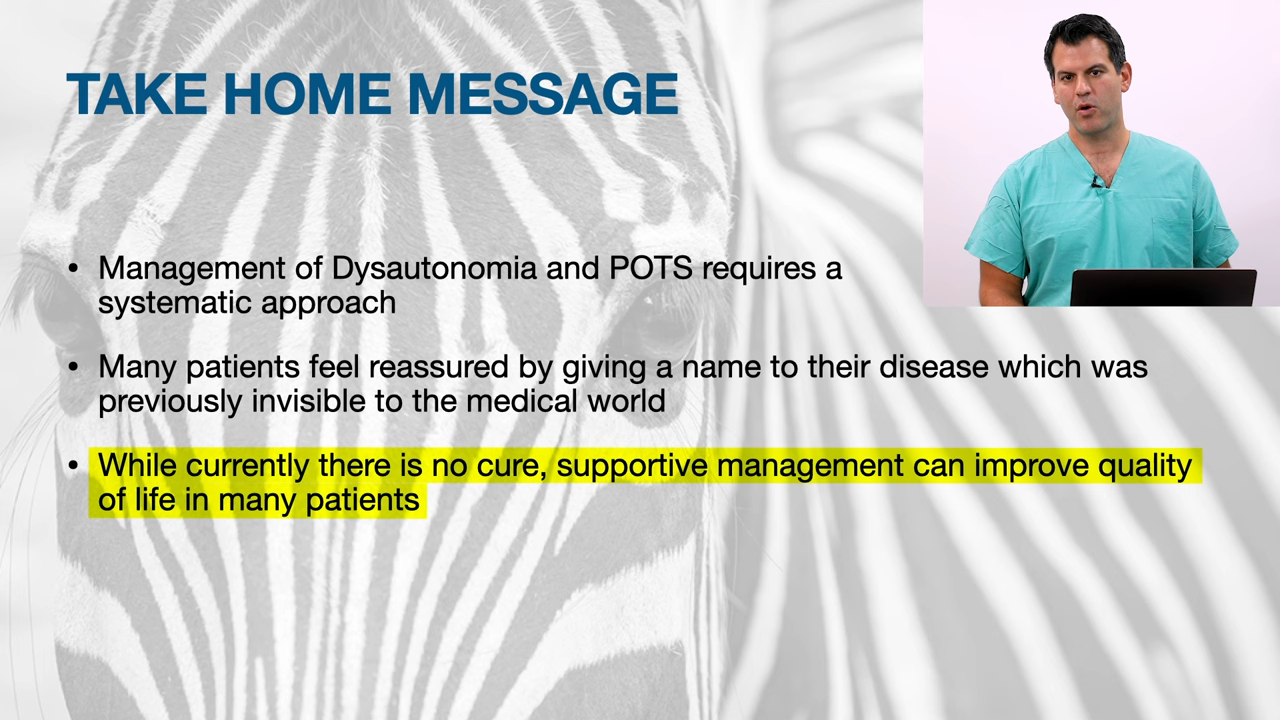 TAKE HOME MESSAGE
• Management of Dysautonomia and POTS requires a
systematic approach
• Many patients feel reassured by giving a name to their disease which was
previously invisible to the medical world
• While currently there is no cure, supportive management can improve quality
of life in many patients